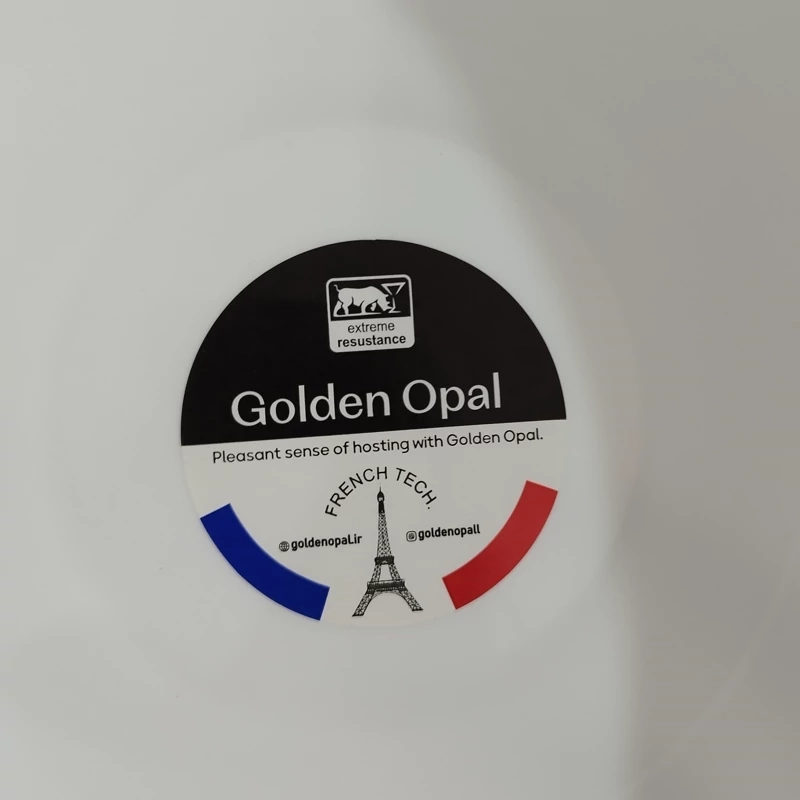 extreme
resustance
Golden Opal
Pleasant sense of hosting with Golden Opal.
FRENCH TECH.
goldenopal.ir
goldenopall